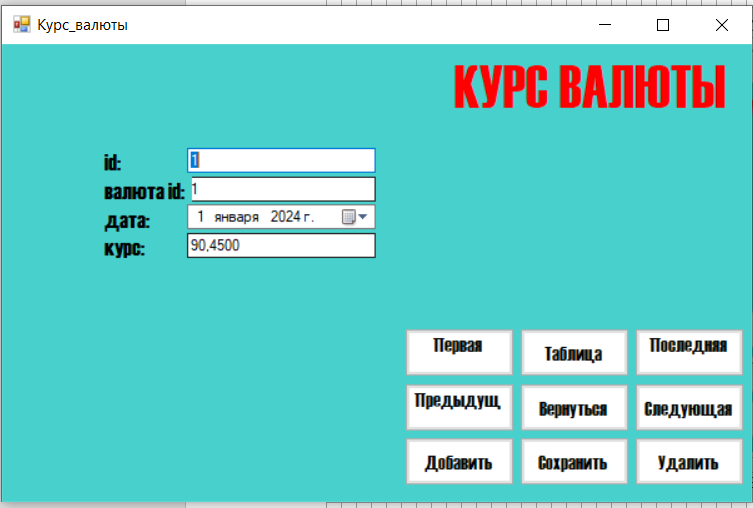 Курс_валюты
КУРС ВАЛЮТЫ
id: 1
валюта id: 1
дата: 1 января 2024 г.
курс: 90,4500
Первая Таблица Последняя
Предыдущ Вернуться Следующая
Добавить Сохранить Удалить